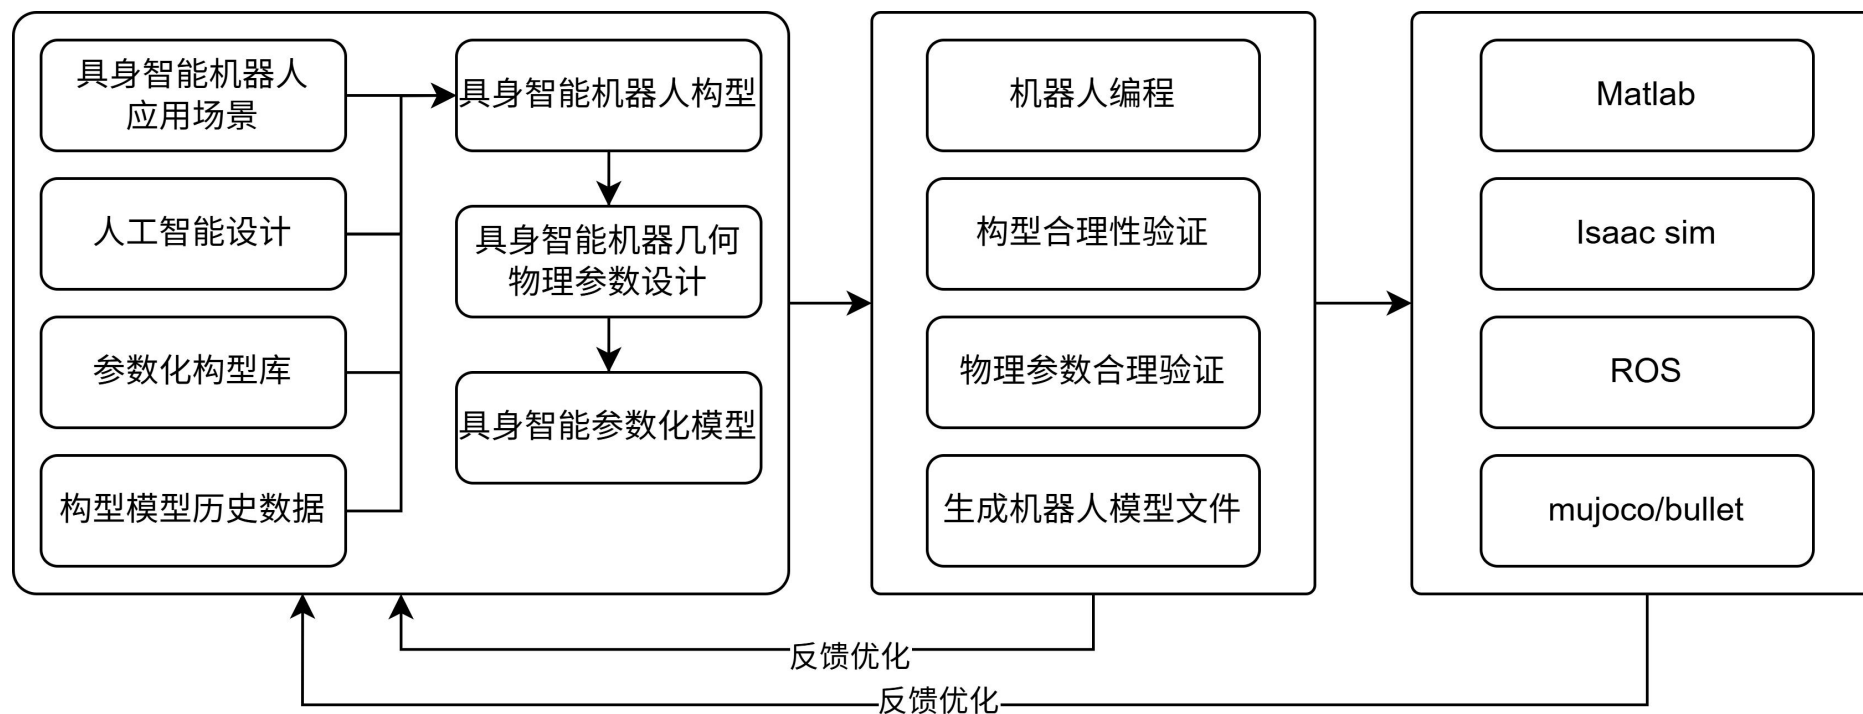 具身智能机器人
应用场景
人工智能设计
参数化构型库
构型模型历史数据
具身智能机器人构型
具身智能机器几何
物理参数设计
具身智能参数化模型
机器人编程
构型合理性验证
物理参数合理验证
生成机器人模型文件
Matlab
Isaac sim
ROS
mujoco/bullet
反馈优化
反馈优化